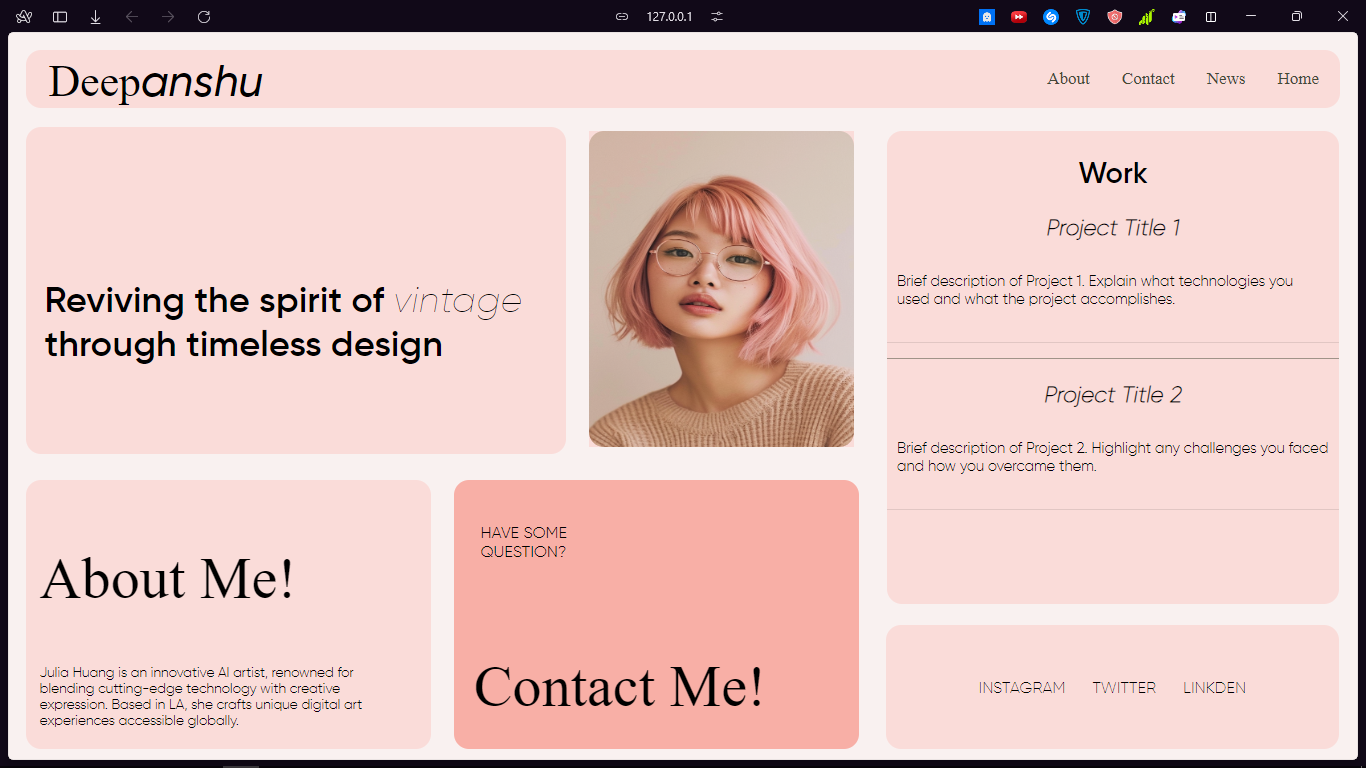 127.0.0.1
Deepanshu
About Contact News Home
Reviving the spirit of vintage
through timeless design
Work
Project Title 1
Brief description of Project 1. Explain what technologies you
used and what the project accomplishes.
Project Title 2
Brief description of Project 2. Highlight any challenges you faced
and how you overcame them.
About Me!
Julia Huang is an innovative AI artist, renowned for
blending cutting-edge technology with creative
expression. Based in LA, she crafts unique digital art
experiences accessible globally.
HAVE SOME
QUESTION?
Contact Me!
INSTAGRAM TWITTER LINKDEN